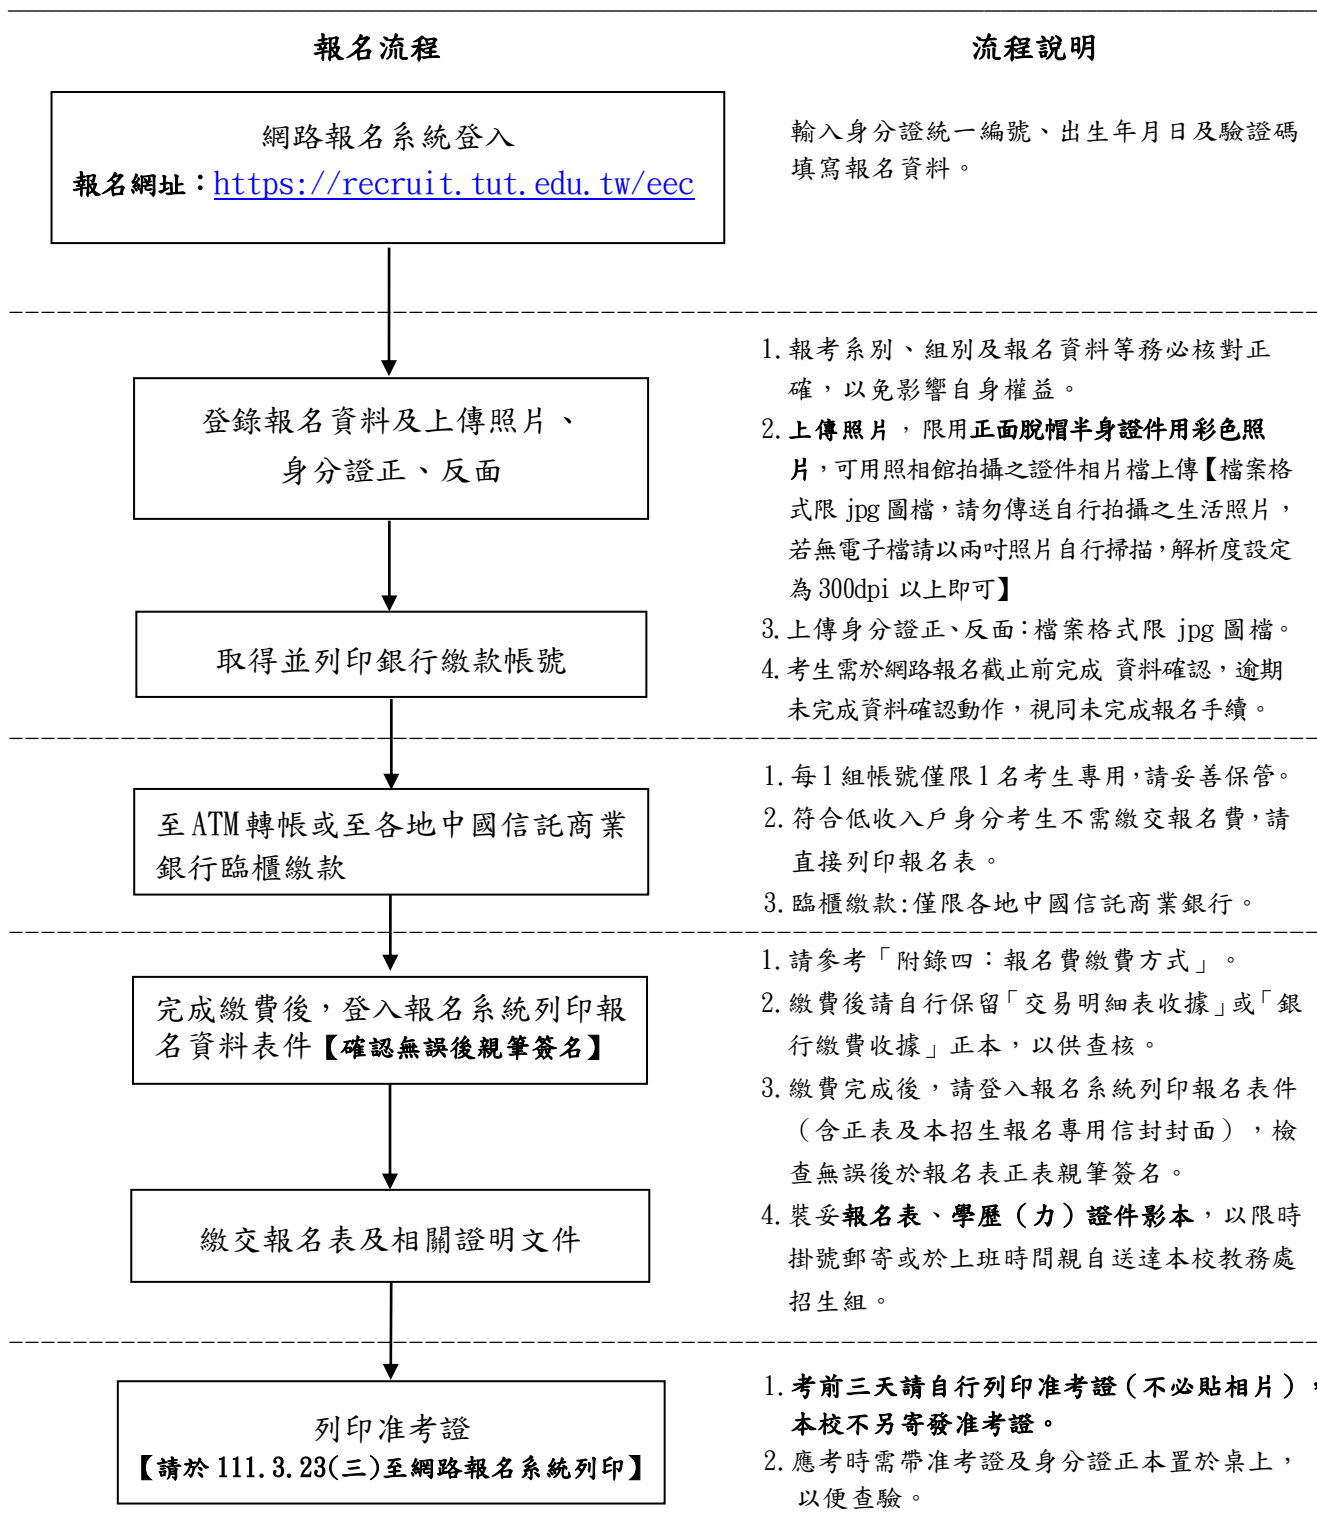 報名流程
流程說明
網路報名系統登入
報名網址：https://recruit.tut.edu.tw/eec
輸入身分證統一編號、出生年月日及驗證碼
填寫報名資料。
登錄報名資料及上傳照片、
身分證正、反面
取得並列印銀行繳款帳號
1.報考系別、組別及報名資料等務必核對正
確，以免影響自身權益。
2.上傳照片，限用正面脫帽半身證件用彩色照
片，可用照相館拍攝之證件相片檔上傳【檔案格
式限 jpg 圖檔，請勿傳送自行拍攝之生活照片，
若無電子檔請以兩吋照片自行掃描，解析度設定
為 300dpi 以上即可】
3.上傳身分證正、反面：檔案格式限 jpg 圖檔。
4.考生需於網路報名截止前完成 資料確認，逾期
未完成資料確認動作，視同未完成報名手續。
至 ATM 轉帳或至各地中國信託商業
銀行臨櫃繳款
1.每 1 組帳號僅限 1 名考生專用，請妥善保管。
2.符合低收入戶身分考生不需繳交報名費，請
直接列印報名表。
3.臨櫃繳款:僅限各地中國信託商業銀行。
完成繳費後，登入報名系統列印報
名資料表件【確認無誤後親筆簽名】
繳交報名表及相關證明文件
1.請參考「附錄四：報名費繳費方式」。
2.繳費後請自行保留「交易明細表收據」或「銀
行繳費收據」正本，以供查核。
3.繳費完成後，請登入報名系統列印報名表件
（含正表及本招生報名專用信封封面），檢
查無誤後於報名表正表親筆簽名。
4.裝妥報名表、學歷（力）證件影本，以限時
掛號郵寄或於上班時間親自送達本校教務處
招生組。
列印准考證
【請於 111.3.23(三)至網路報名系統列印】
1.考前三天請自行列印准考證（不必貼相片），
本校不另寄發准考證。
2.應考時需帶准考證及身分證正本置於桌上，
以便查驗。